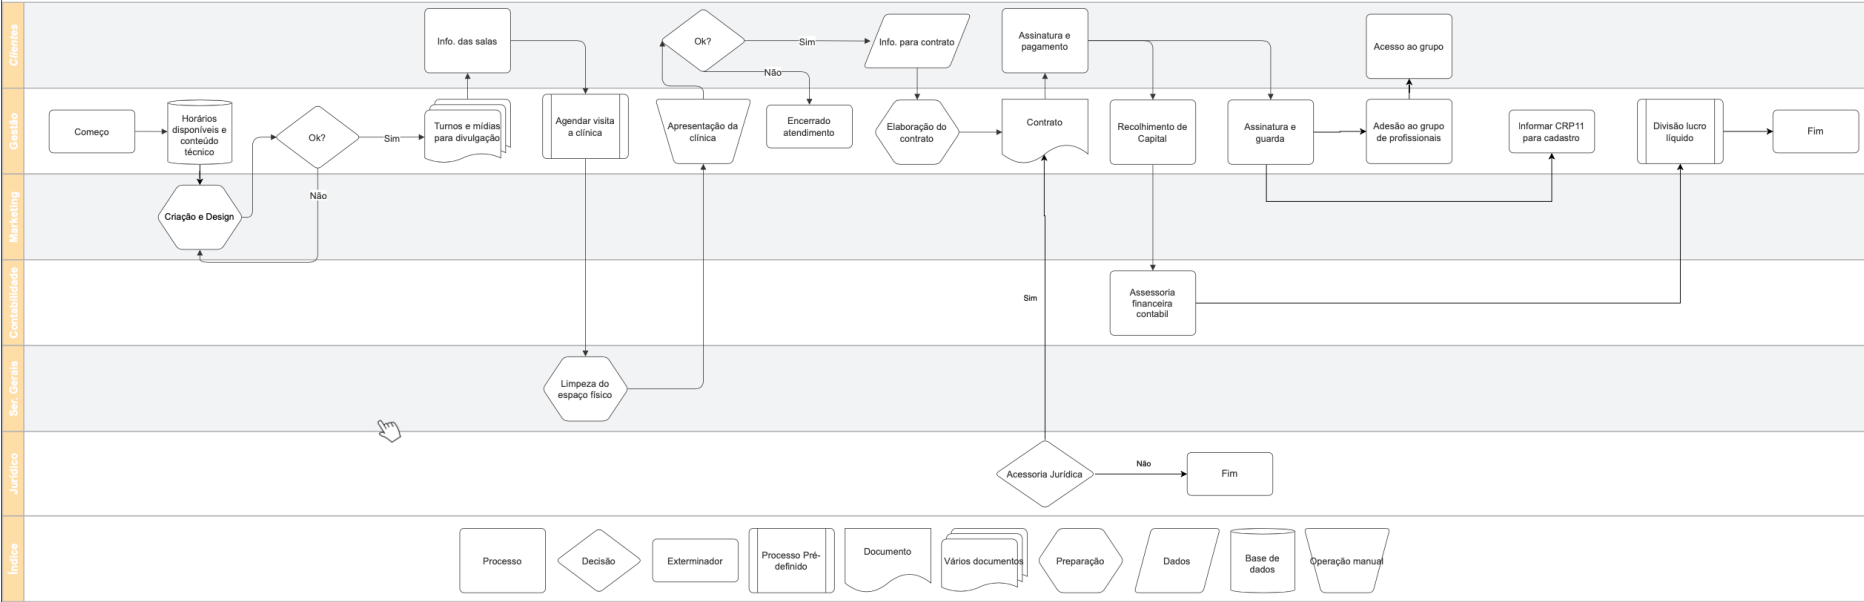 Clientes
Info. das salas
Ok?
Sim
Não
Info. para contrato
Assinatura e
pagamento
Acesso ao grupo
Gestão
Começo
Horários
disponíveis e
conteúdo
técnico
Ok?
Sim
Não
Turnos e mídias
para divulgação
Agendar visita
a clínica
Apresentação da
clínica
Encerrado
atendimento
Elaboração do
contrato
Contrato
Recolhimento de
Capital
Assinatura e
guarda
Adesão ao grupo
de profissionais
Informar CRP11
para cadastro
Divisão lucro
líquido
Fim
Marketing
Criação e Design
Contabilidade
Sim
Assessoria
financeira
contabil
Ser. Gerais
Limpeza do
espaço físico
Jurídico
Acessoria Jurídica
Não
Fim
Índice
Processo
Decisão
Exterminador
Processo Pré-
definido
Documento
Vários documentos
Preparação
Dados
Base de
dados
Operação manual